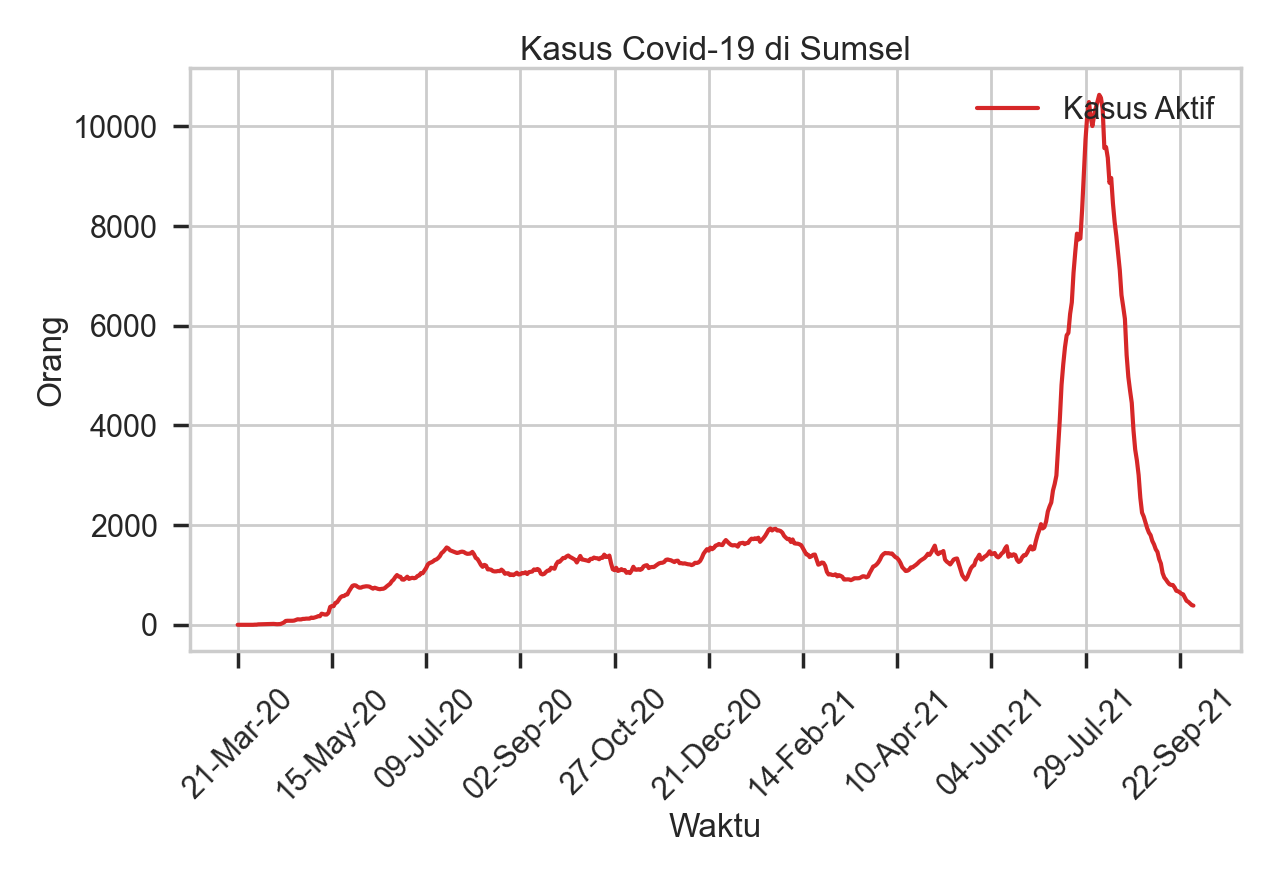 Kasus Covid-19 di Sumsel
Kasus Aktif
Orang
10000
8000
6000
4000
2000
0
21-Mar-20
15-May-20
09-Jul-20
02-Sep-20
27-Oct-20
21-Dec-20
14-Feb-21
10-Apr-21
04-Jun-21
29-Jul-21
22-Sep-21
Waktu